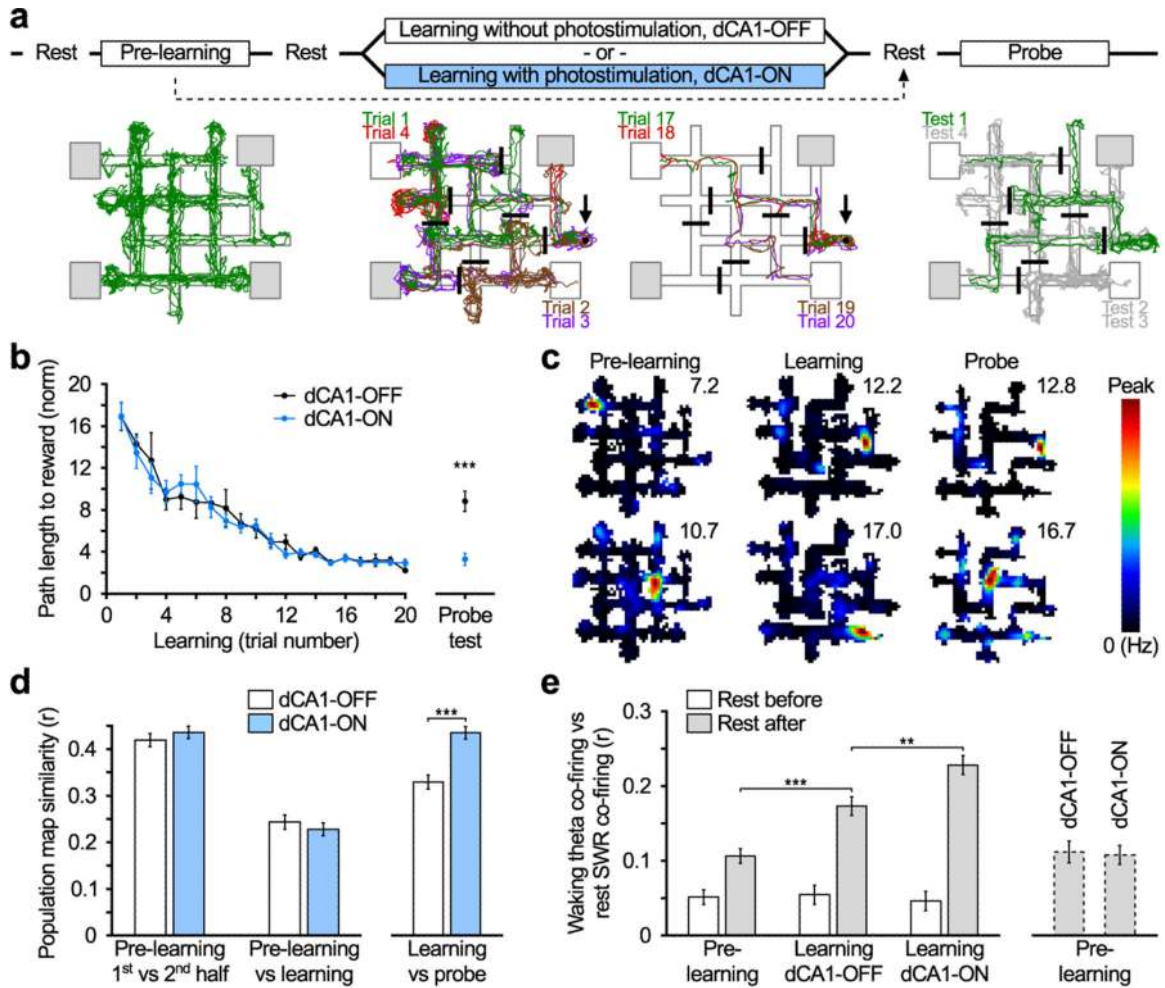 a
Rest
Pre-learning
Rest
Learning without photostimulation, dCA1-OFF
- or -
Learning with photostimulation, dCA1-ON
Rest
Probe
Trial 1
Trial 4
Trial 2
Trial 3
Trial 17
Trial 18
Trial 19
Trial 20
Test 1
Test 4
Test 2
Test 3
b
Path length to reward (norm)
20
16
12
8
4
0
dCA1-OFF
dCA1-ON
***
0
4
8
12
16
20
Learning (trial number)
Probe
test
c
Pre-learning
Learning
Probe
7.2
12.2
12.8
10.7
17.0
16.7
Peak
0 (Hz)
d
Population map similarity (r)
0.4
0.3
0.2
0.1
0
dCA1-OFF
dCA1-ON
***
Pre-learning
1st vs 2nd half
Pre-learning
vs learning
Learning
vs probe
e
Waking theta co-firing vs
rest SWR co-firing (r)
0.3
0.2
0.1
0
Rest before
Rest after
***
**
Pre-
learning
Learning
dCA1-OFF
Learning
dCA1-ON
dCA1-OFF
dCA1-ON
Pre-
learning